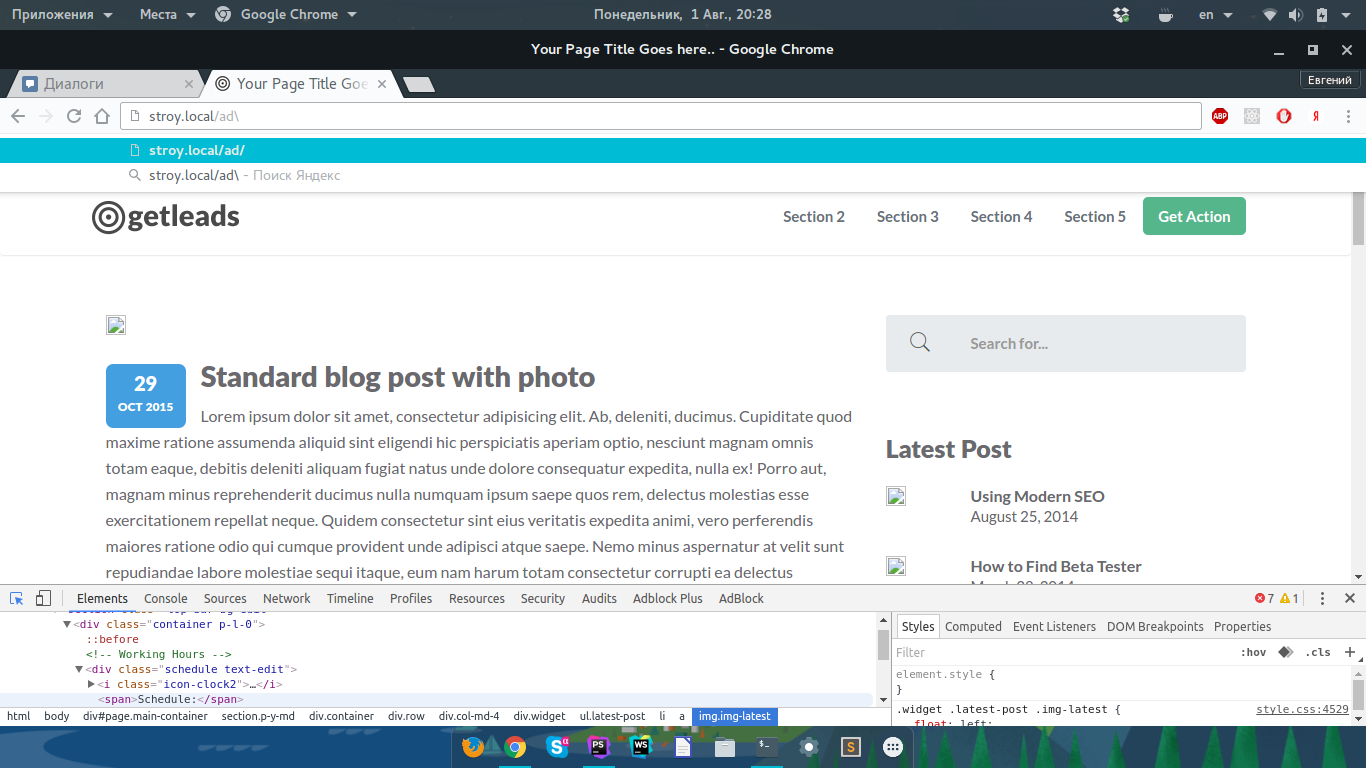 Приложения Места Google Chrome Понедельник, 1 Авг., 20:28 en
Your Page Title Goes here.. - Google Chrome
Диалоги Your Page Title Goe Евгений
stroy.local/ad\ ABP Я
stroy.local/ad/
stroy.local/ad\ - Поиск Яндекс
getleads Section 2 Section 3 Section 4 Section 5 Get Action
Search for...
29
OCT 2015
Standard blog post with photo
Lorem ipsum dolor sit amet, consectetur adipisicing elit. Ab, deleniti, ducimus. Cupiditate quod
maxime ratione assumenda aliquid sint eligendi hic perspiciatis aperiam optio, nesciunt magnam omnis
totam eaque, debitis deleniti aliquam fugiat natus unde dolore consequatur expedita, nulla ex! Porro aut,
magnam minus reprehenderit ducimus nulla numquam ipsum saepe quos rem, delectus molestias esse
exercitationem repellat neque. Quidem consectetur sint eius veritatis expedita animi, vero perferendis
maiores ratione odio qui cumque provident unde adipisci atque saepe. Nemo minus aspernatur at velit sunt
repudiandae labore molestiae sequi itaque, eum nam harum totam consectetur corrupti ea delectus
Latest Post
Using Modern SEO
August 25, 2014
How to Find Beta Tester
Elements Console Sources Network Timeline Profiles Resources Security Audits Adblock Plus AdBlock 7 1
<div class="container p-l-0">
::before
<!-- Working Hours -->
<div class="schedule text-edit">
<i class="icon-clock2">…</i>
<span>Schedule:</span>
html body div#page.main-container section.p-y-md div.container div.row div.col-md-4 div.widget ul.latest-post li a img.img-latest
Styles Computed Event Listeners DOM Breakpoints Properties
Filter :hov .cls +
element.style {
}
.widget .latest-post .img-latest { style.css:4529
float: left;
S α PS WS >_ S